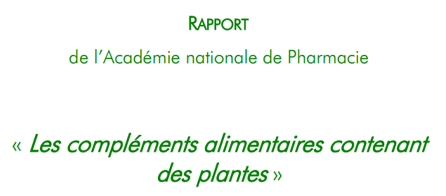 RAPPORT
de l'Académie nationale de Pharmacie
« Les compléments alimentaires contenant
des plantes »